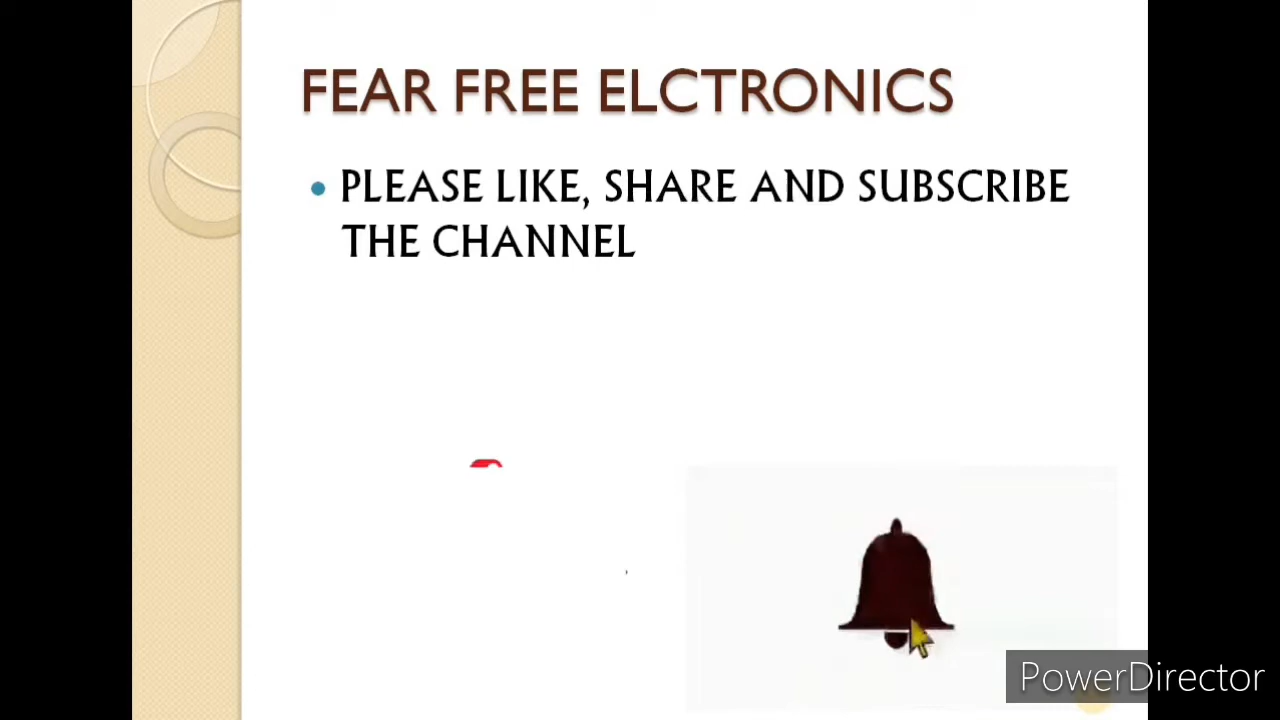 FEAR FREE ELCTRONICS
PLEASE LIKE, SHARE AND SUBSCRIBE
THE CHANNEL
PowerDirector